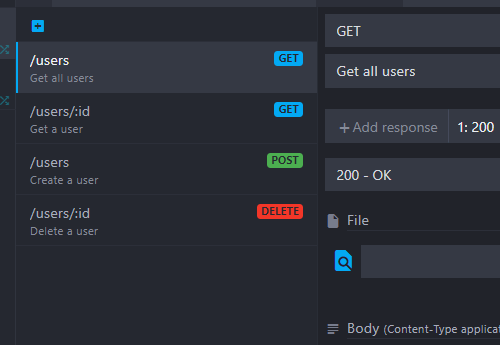 /users GET
Get all users
/users/:id GET
Get a user
/users POST
Create a user
/users/:id DELETE
Delete a user
GET
Get all users
Add response 1: 200
200 - OK
File
Body (Content-Type applicat